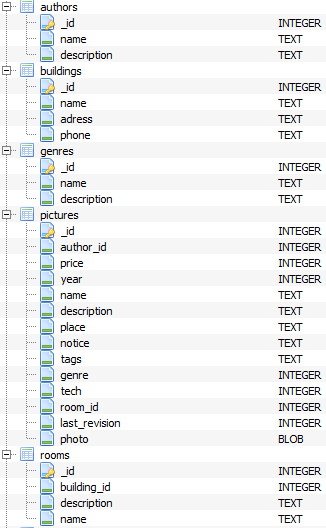 authors
_id INTEGER
name TEXT
description TEXT
buildings
_id INTEGER
name TEXT
adress TEXT
phone TEXT
genres
_id INTEGER
name TEXT
description TEXT
pictures
_id INTEGER
author_id INTEGER
price INTEGER
year INTEGER
name TEXT
description TEXT
place TEXT
notice TEXT
tags TEXT
genre INTEGER
tech INTEGER
room_id INTEGER
last_revision INTEGER
photo BLOB
rooms
_id INTEGER
building_id INTEGER
description TEXT
name TEXT